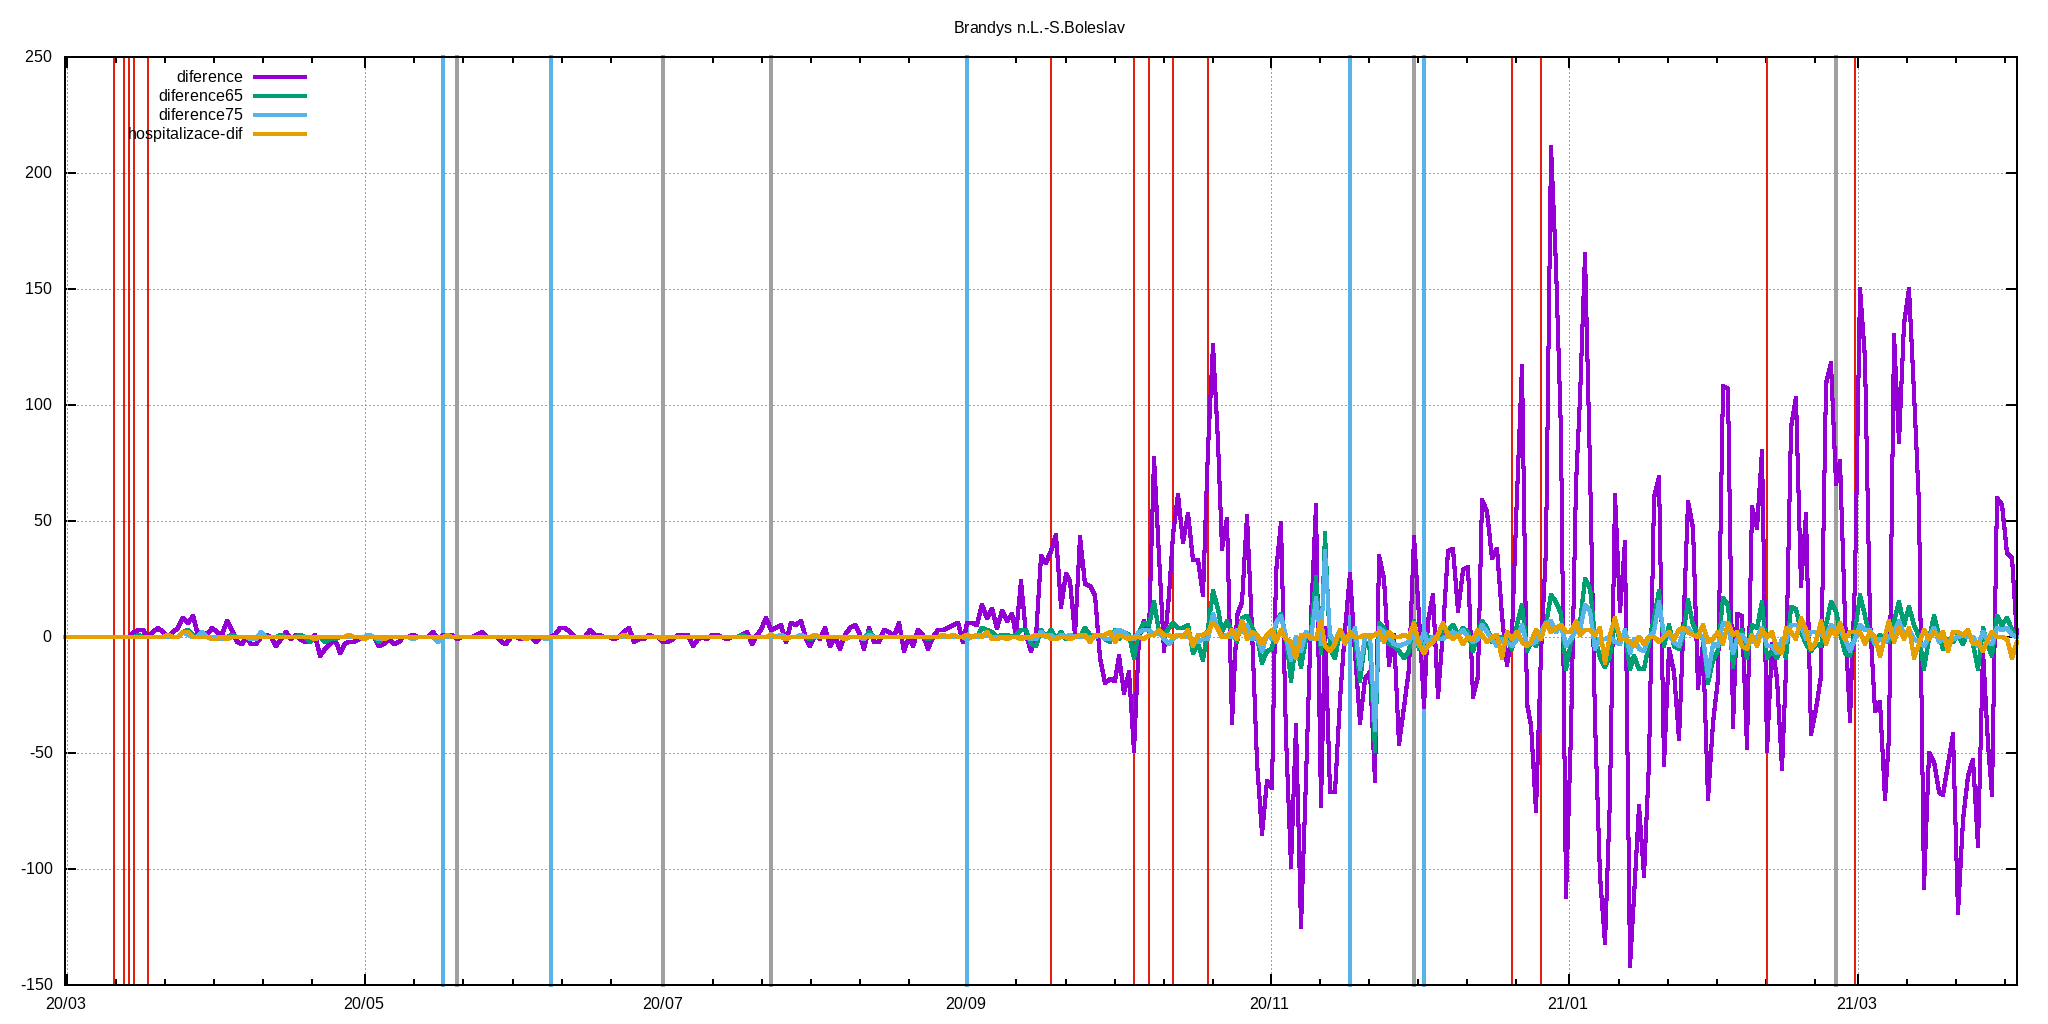 Brandys n.L.-S.Boleslav
250
200
150
100
50
0
-50
-100
-150
diference
diference65
diference75
hospitalizace-dif
20/03 20/05 20/07 20/09 20/11 21/01 21/03